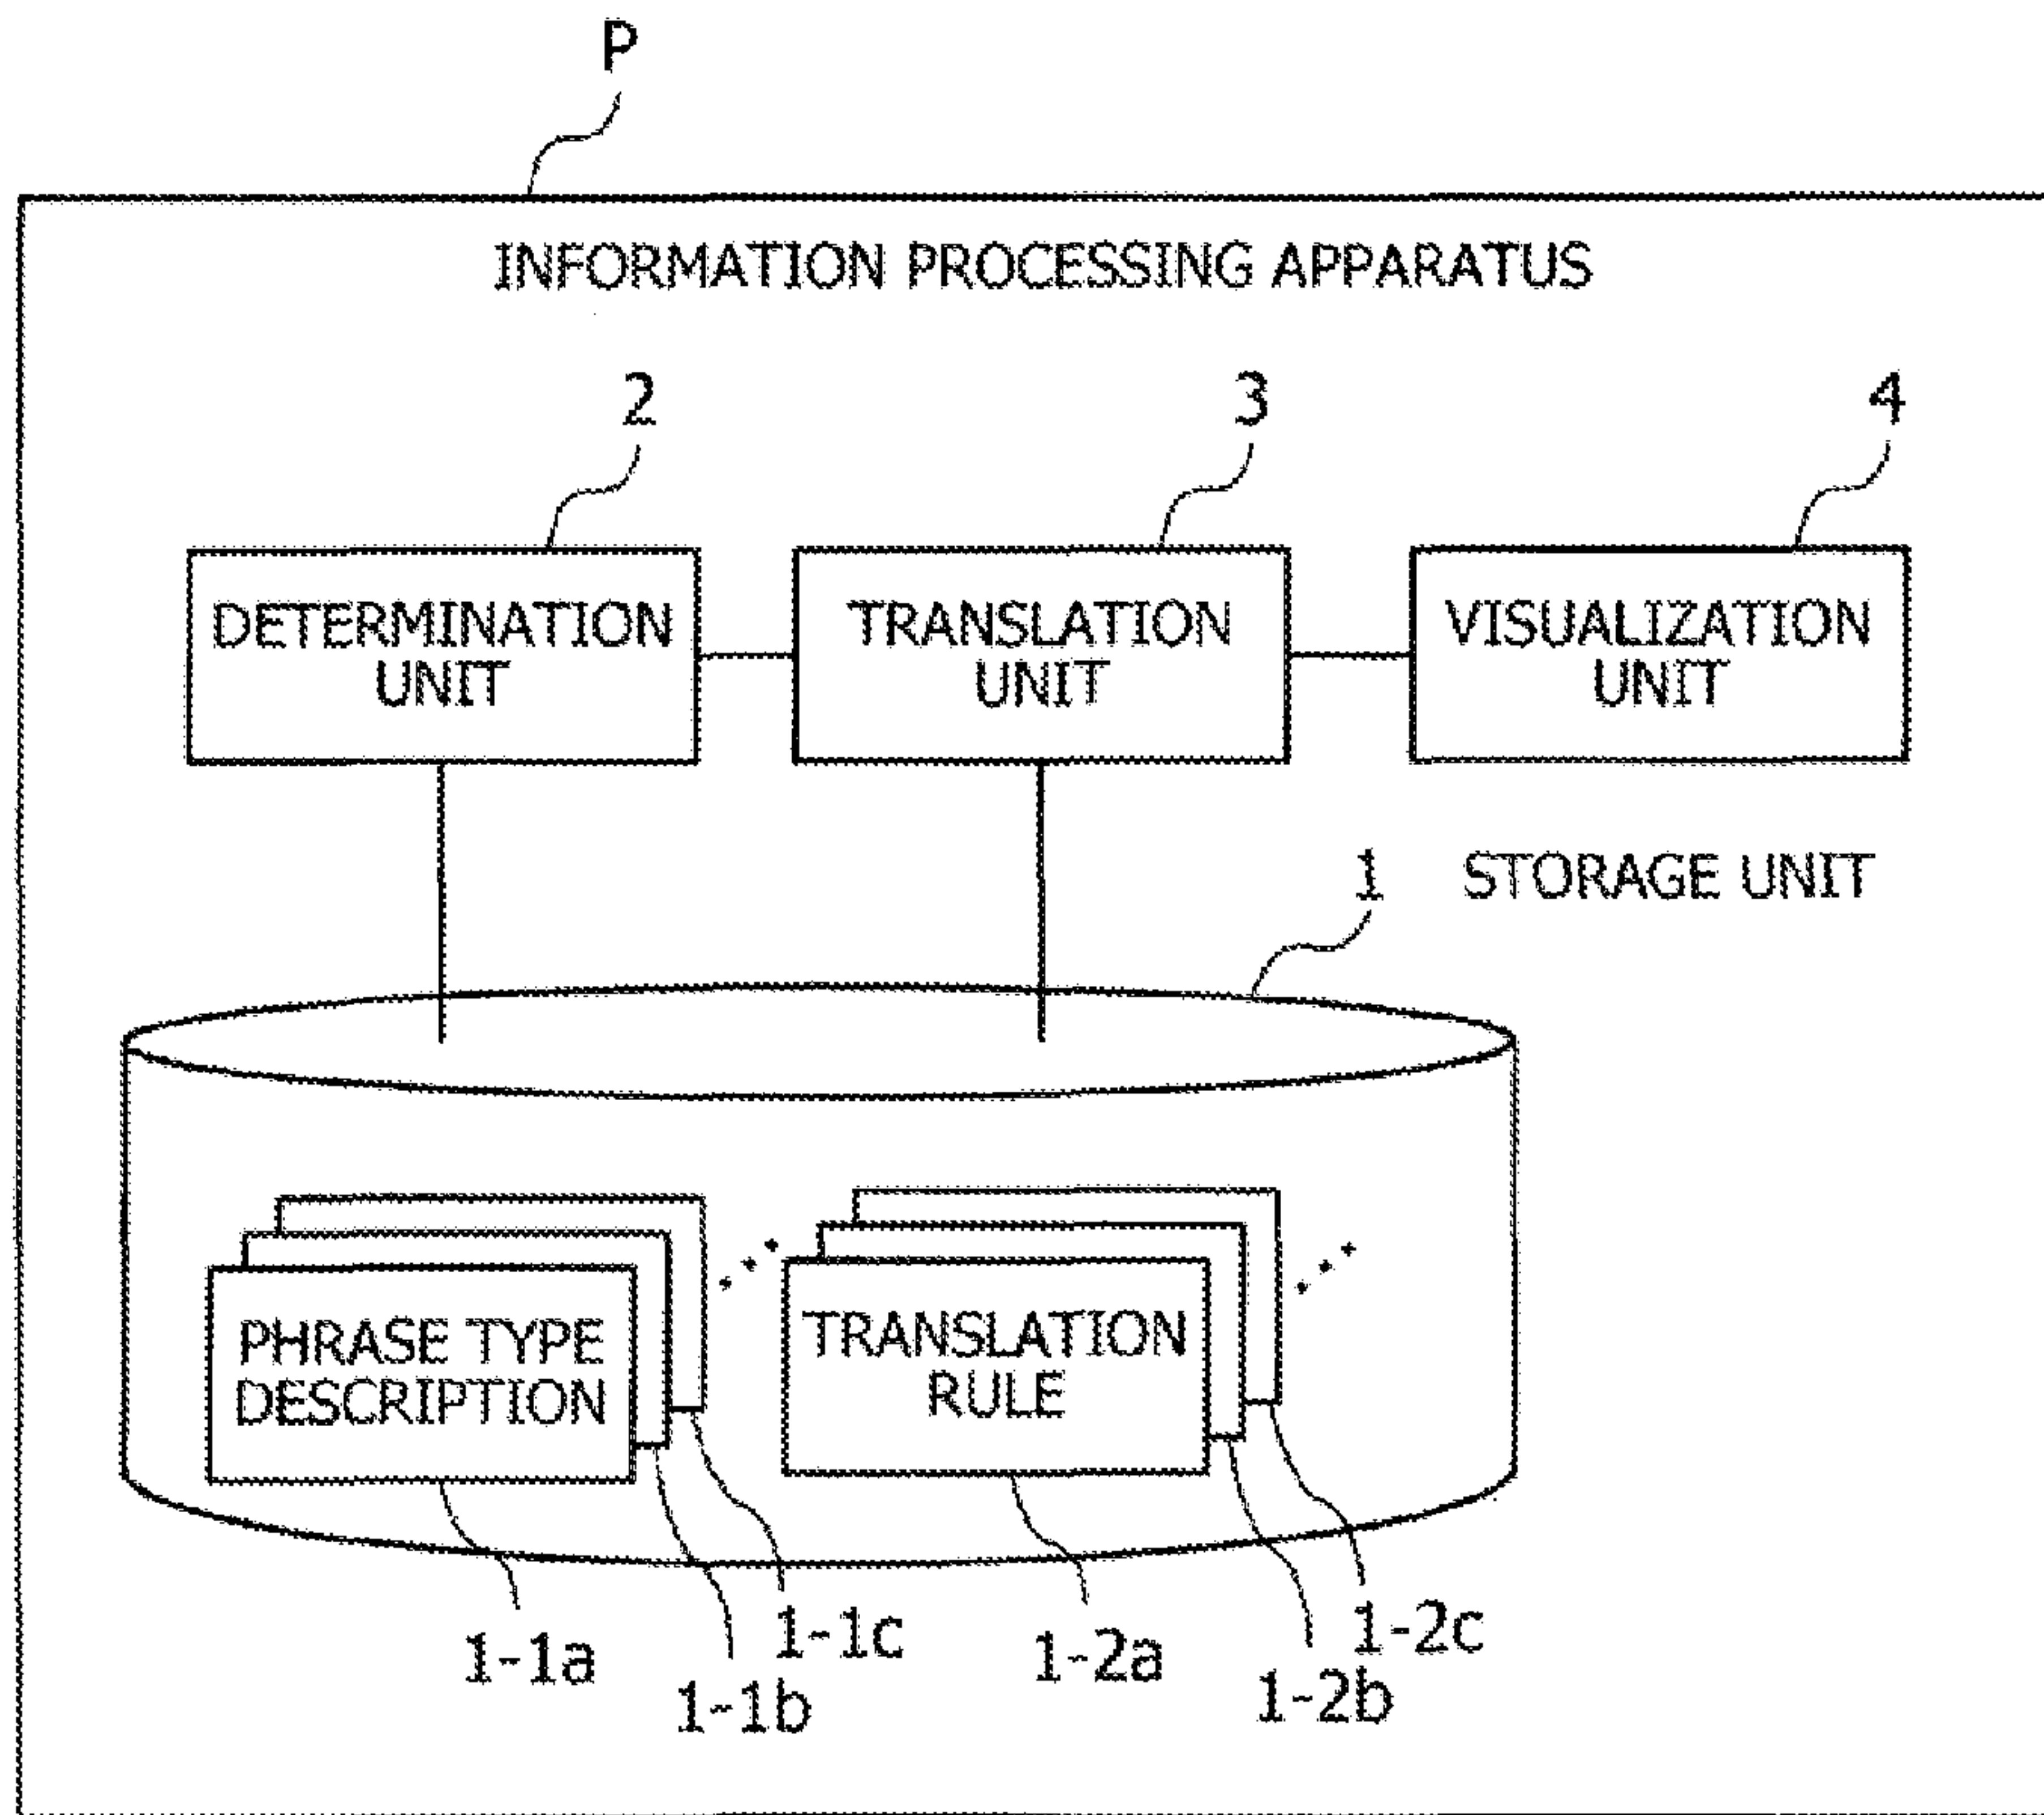 P
INFORMATION PROCESSING APPARATUS
2
3
4
DETERMINATION
UNIT
TRANSLATION
UNIT
VISUALIZATION
UNIT
1
STORAGE UNIT
PHRASE TYPE
DESCRIPTION
TRANSLATION
RULE
1-1a
1-1b
1-1c
1-2a
1-2b
1-2c